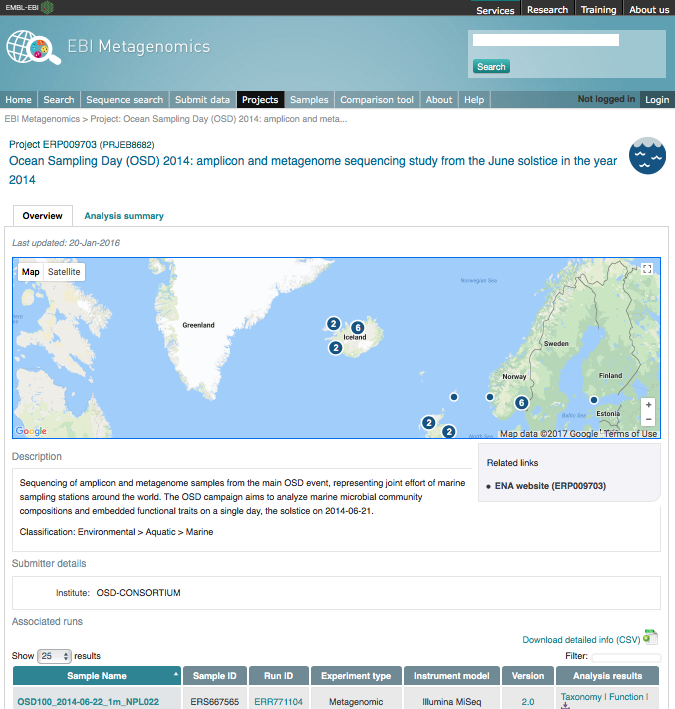 EMBL-EBI
Services Research Training About us
EBI Metagenomics
Search
Home Search Sequence search Submit data Projects Samples Comparison tool About Help Not logged in Login
EBI Metagenomics > Project: Ocean Sampling Day (OSD) 2014: amplicon and meta...
Project ERP009703 (PRJEB8682)
Ocean Sampling Day (OSD) 2014: amplicon and metagenome sequencing study from the June solstice in the year
2014
Overview Analysis summary
Last updated: 20-Jan-2016
Map Satellite
Norwegian Sea
Greenland
2
6
Iceland
2
Sweden
Finland
Norway
6
Estonia
Baltic Sea
2
2
North Sea
+
−
Google
Map data ©2017 Google Terms of Use
Description
Related links
ENA website (ERP009703)
Sequencing of amplicon and metagenome samples from the main OSD event, representing joint effort of marine
sampling stations around the world. The OSD campaign aims to analyze marine microbial community
compositions and embedded functional traits on a single day, the solstice on 2014-06-21.
Classification: Environmental > Aquatic > Marine
Submitter details
Institute: OSD-CONSORTIUM
Associated runs
Download detailed info (CSV)
Show 25 results
Filter:
Sample Name Sample ID Run ID Experiment type Instrument model Version Analysis results
OSD100_2014-06-22_1m_NPL022 ERS667565 ERR771104 Metagenomic Illumina MiSeq 2.0 Taxonomy | Function |